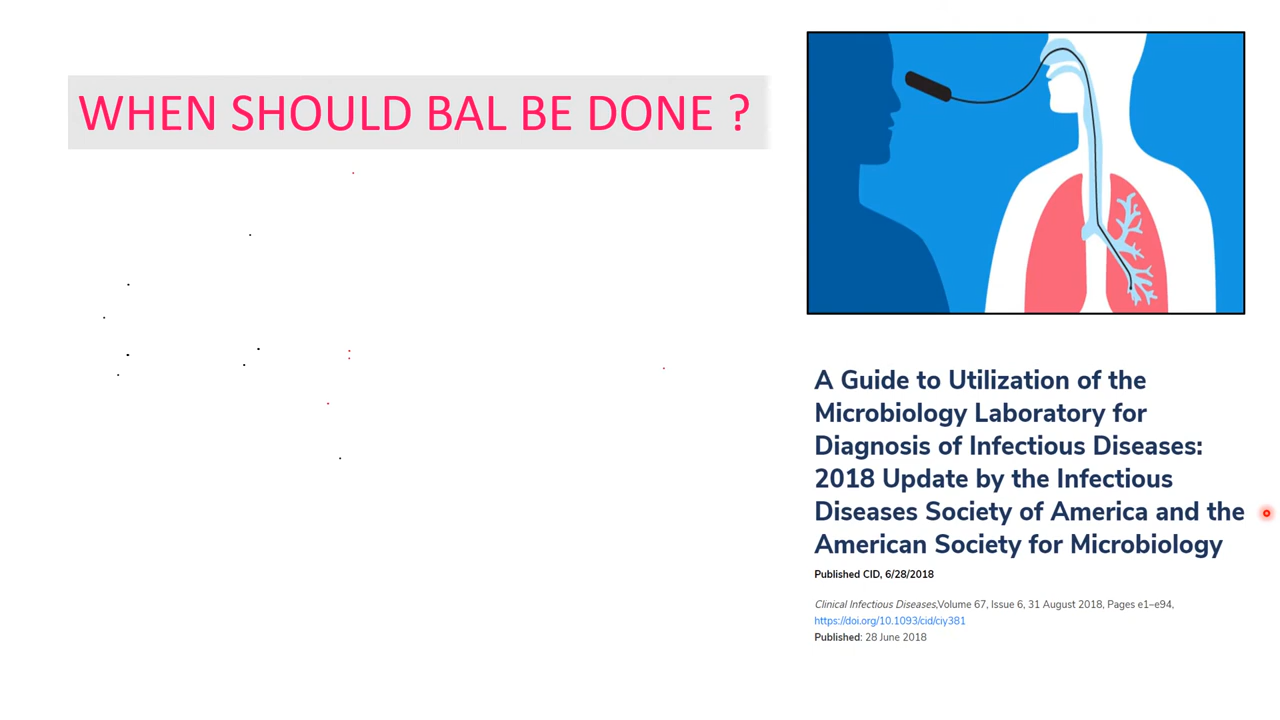 WHEN SHOULD BAL BE DONE ?
A Guide to Utilization of the
Microbiology Laboratory for
Diagnosis of Infectious Diseases:
2018 Update by the Infectious
Diseases Society of America and the
American Society for Microbiology
Published CID, 6/28/2018
Clinical Infectious Diseases,Volume 67, Issue 6, 31 August 2018, Pages e1–e94,
https://doi.org/10.1093/cid/ciy381
Published: 28 June 2018